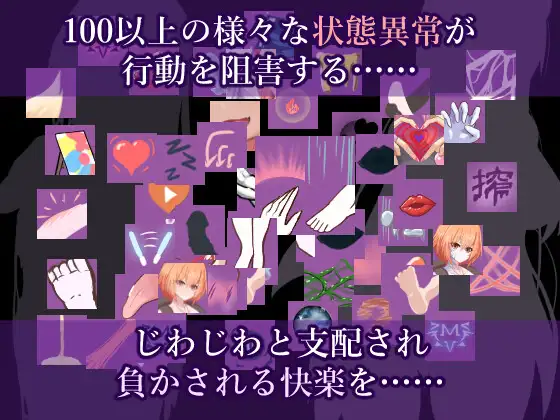 100以上の様々な状態異常が
行動を阻害する……
搾
M
じわじわと支配され
負かされる快楽を……